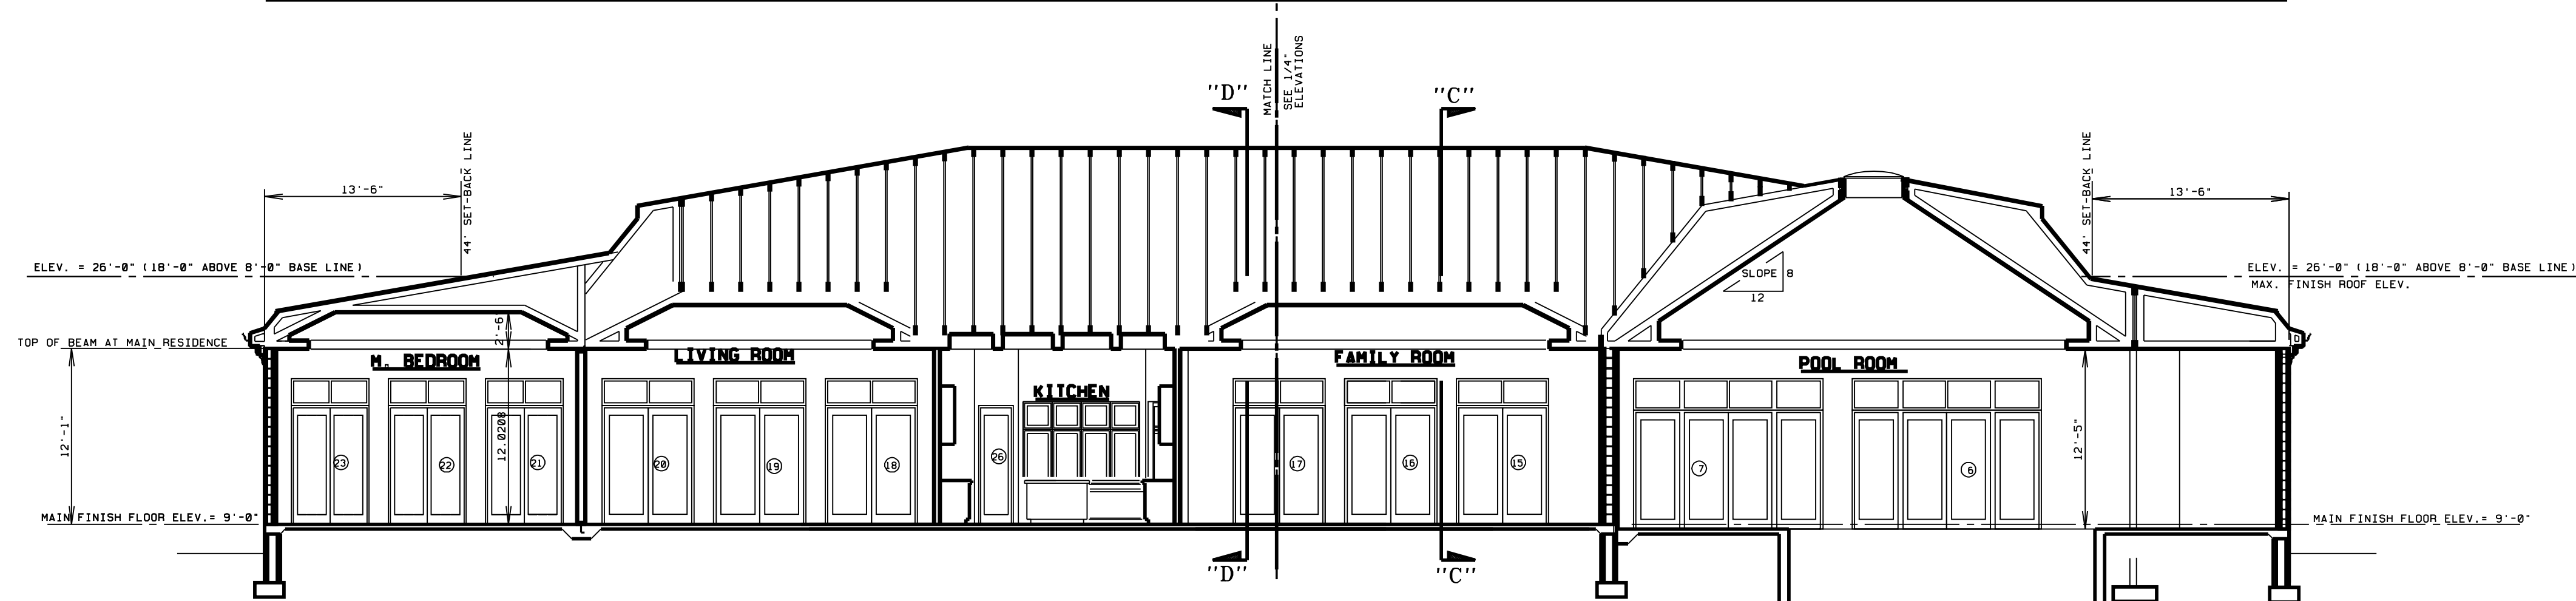 "D"
MATCH LINE
SEE 1/4"
ELEVATIONS
"C"
13'-6"
44' SET-BACK LINE
44' SET-BACK LINE
13'-6"
ELEV. = 26'-0" (18'-0" ABOVE 8'-0" BASE LINE)
SLOPE 8
12
ELEV. = 26'-0" (18'-0" ABOVE 8'-0" BASE LINE)
MAX. FINISH ROOF ELEV.
2'-6"
TOP OF BEAM AT MAIN RESIDENCE
M. BEDROOM
LIVING ROOM
KITCHEN
FAMILY ROOM
POOL ROOM
12'-1"
12.0208
12'-5"
23
22
21
20
19
18
26
17
16
15
7
6
MAIN FINISH FLOOR ELEV.= 9'-0"
MAIN FINISH FLOOR ELEV.= 9'-0"
"D"
"C"